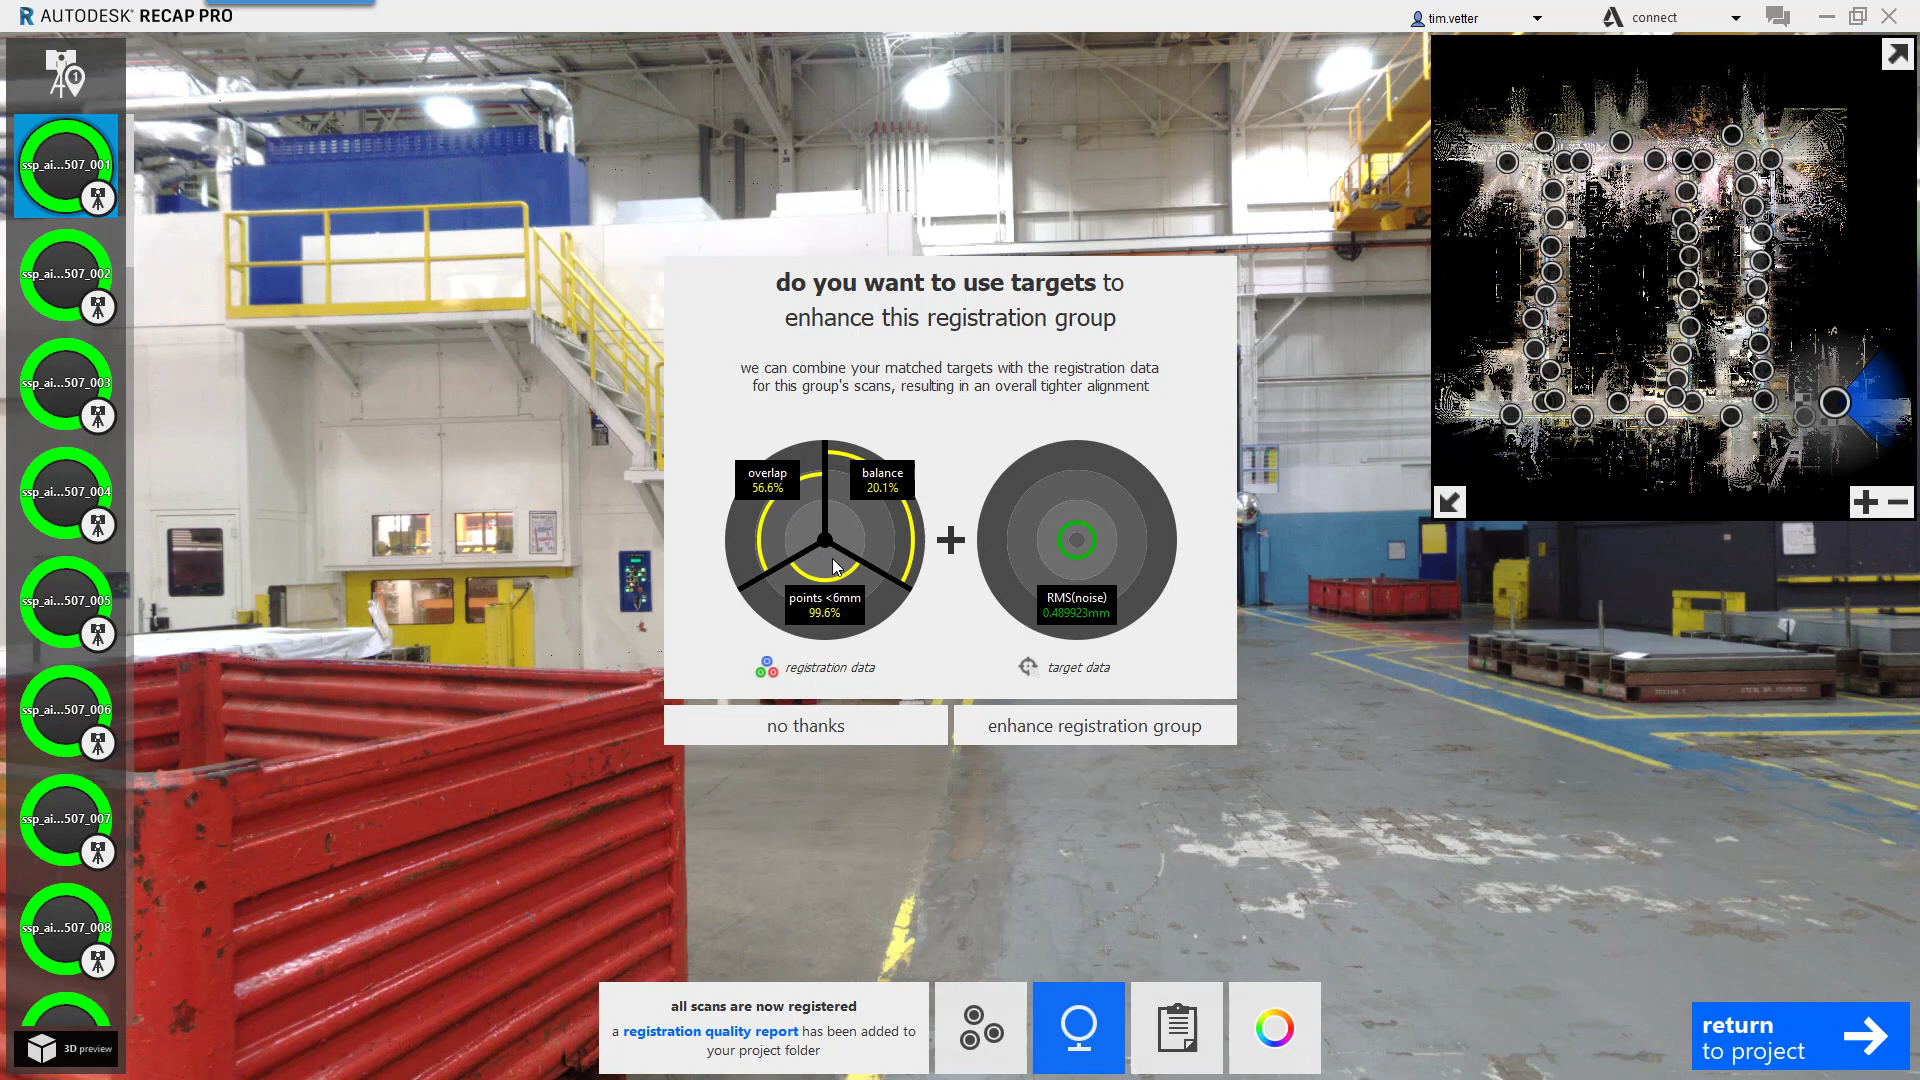 AUTODESK® RECAP PRO
tim.vetter
connect
1
ssp_ai...507_001
ssp_ai...507_002
ssp_ai...507_003
ssp_ai...507_004
ssp_ai...507_005
ssp_ai...507_006
ssp_ai...507_007
ssp_ai...507_008
3D preview
do you want to use targets to
enhance this registration group
we can combine your matched targets with the registration data
for this group's scans, resulting in an overall tighter alignment
overlap
56.6%
balance
20.1%
points <6mm
99.6%
RMS(noise)
0.489923mm
registration data
target data
no thanks
enhance registration group
all scans are now registered
a registration quality report has been added to
your project folder
return
to project